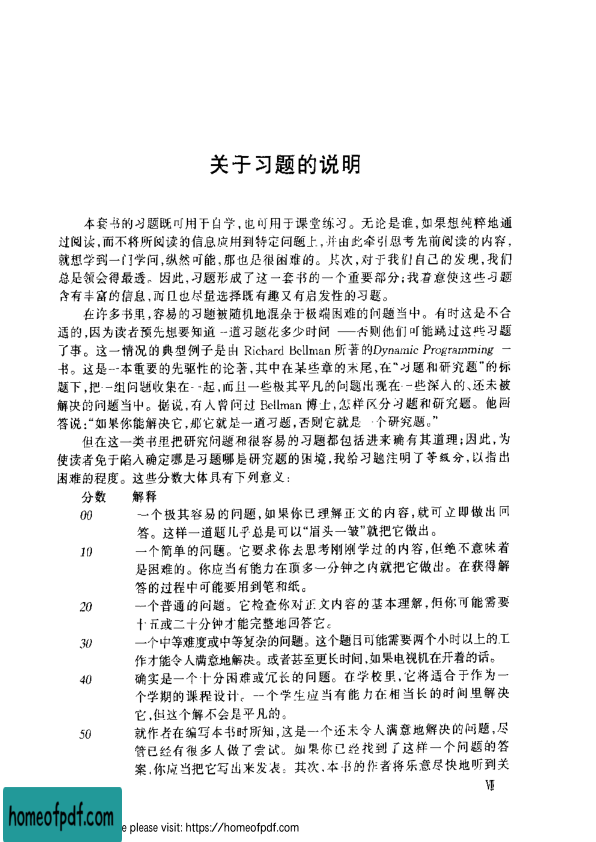 关于习题的说明
本套书的习题既可用于自学,也可用于课堂练习。无论是谁,如果想纯粹地通
过阅读,而不将所阅读的信息应用到特定问题上,并由此牵引思考先前阅读的内容,
就想学到一门学问,纵然可能,那也是很困难的。其次,对于我们自己的发现,我们
总是领会得最透。因此,习题形成了这一套书的一个重要部分;我着意使这些习题
含有丰富的信息,而且也尽量选择既有趣又有启发性的习题。
在许多书里,容易的习题被随机地混杂于极端困难的问题当中。有时这是不合
适的,因为读者预先想要知道一道习题花多少时间——否则他们可能跳过这些习题
了事。这一情况的典型例子是由 Richard Bellman 所著的Dynamic Programming 一
书。这是一本重要的先驱性的论著,其中在某些章的末尾,在“习题和研究题”的标
题下,把一组问题收集在一起,而且一些极其平凡的问题出现在一些深入的、还未被
解决的问题当中。据说,有人曾问过 Bellman 博士,怎样区分习题和研究题。他回
答说:“如果你能解决它,那它就是一道习题,否则它就是一个研究题。”
但在这一类书里把研究问题和很容易的习题都包括进来确有其道理;因此,为
使读者免于陷入确定哪是习题哪是研究题的困境,我给习题注明了等级分,以指出
困难的程度。这些分数大体具有下列意义:
分数 解释
00 一个极其容易的问题,如果你已理解正文的内容,就可立即做出回
答。这样一道题几乎总是可以“眉头一皱”就把它做出。
10 一个简单的问题。它要求你去思考刚刚学过的内容,但绝不意味着
是困难的。你应当有能力在顶多一分钟之内就把它做出。在获得解
答的过程中可能要用到笔和纸。
20 一个普通的问题。它检查你对正文内容的基本理解,但你可能需要
十五或二十分钟才能完整地回答它。
30 一个中等难度或中等复杂的问题。这个题目可能需要两个小时以上的工
作才能令人满意地解决。或者甚至更长时间,如果电视机在开着的话。
40 确实是一个十分困难或冗长的问题。在学校里,它将适合于作为一
个学期的课程设计。一个学生应当有能力在相当长的时间里解决
它,但这个解不会是平凡的。
50 就作者在编写本书时所知,这是一个还未令人满意地解决的问题,尽
管已经有很多人做了尝试。如果你已经找到了这样一个问题的答
案,你应当把它写出来发表。其次,本书的作者将乐意尽快地听到关
Ⅶ
homeofpdf.com
e please visit: https://homeofpdf.com